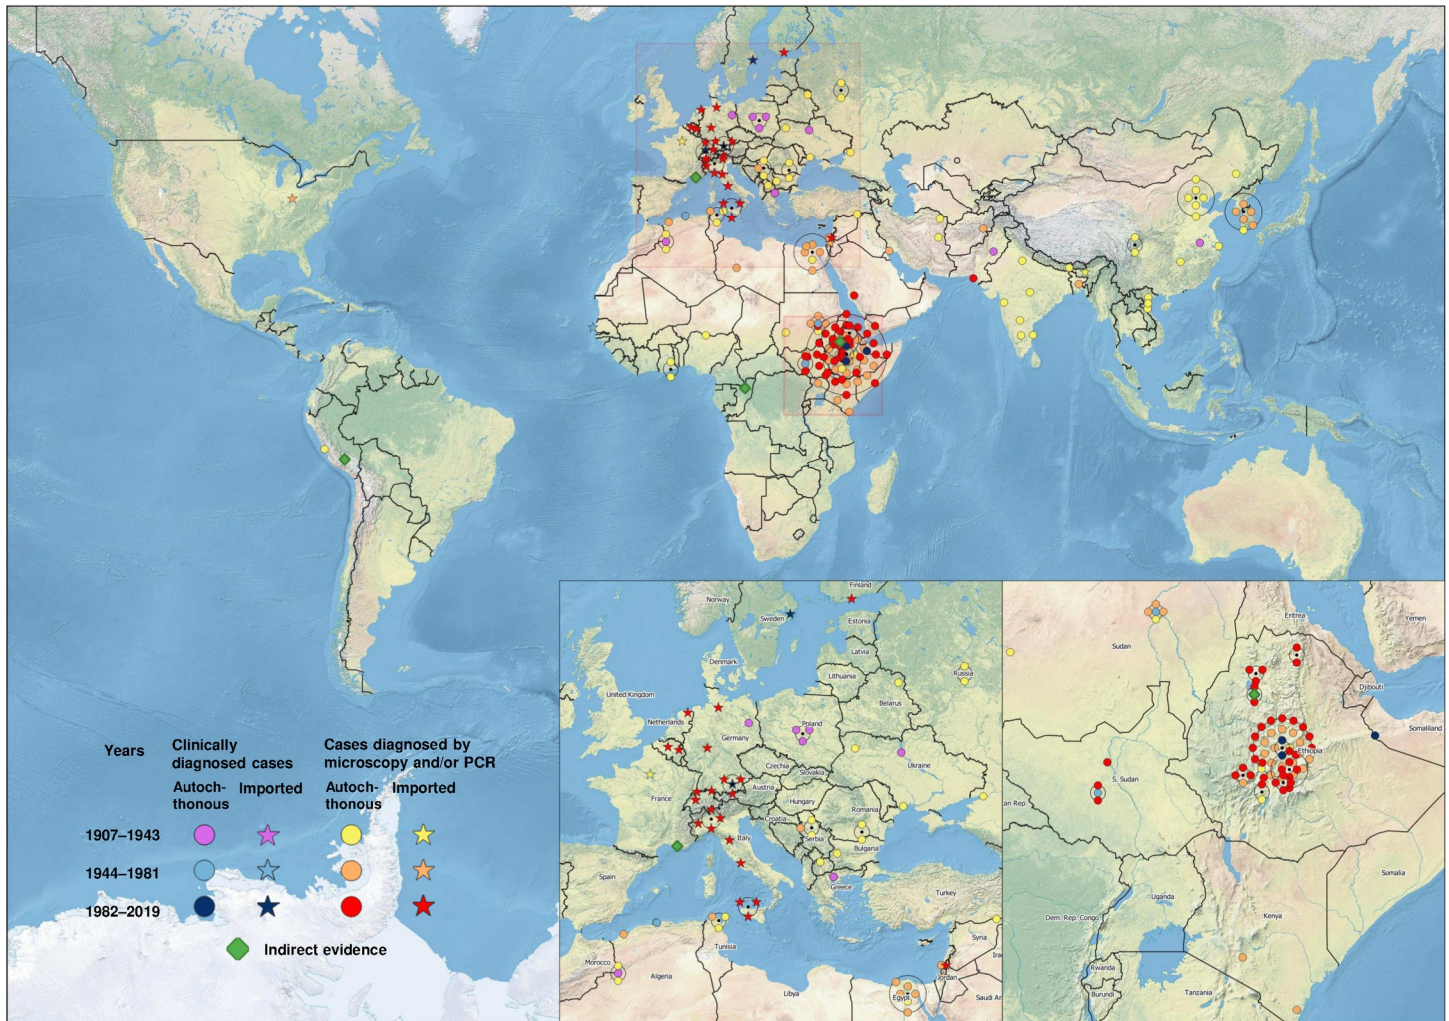 Years
Clinically
diagnosed cases
Cases diagnosed by
microscopy and/or PCR
Autoch-
thonous
Imported
Autoch-
thonous
Imported
1907–1943
1944–1981
1982–2019
Indirect evidence
Finland
Norway
Sweden
Estonia
Latvia
Denmark
Lithuania
Russia
United Kingdom
Belarus
Netherlands
Poland
Germany
Ukraine
Czechia
Slovakia
Austria
France
Hungary
Romania
Croatia
Serbia
Italy
Bulgaria
Spain
Greece
Turkey
Tunisia
Syria
Morocco
Algeria
Libya
Egypt
Jordan
Saudi Ar
Eritrea
Yemen
Sudan
Djibouti
Somaliland
Ethiopia
S. Sudan
an Rep.
Somalia
Uganda
Kenya
Dem. Rep. Congo
Rwanda
Burundi
Tanzania